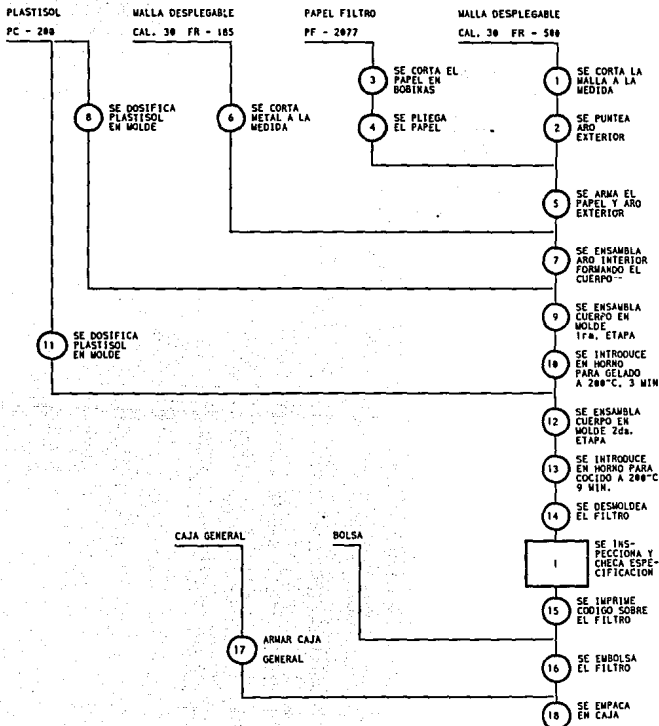 PLASTISOL
PC - 200
MALLA DESPLEGABLE
CAL. 30 FR - 185
PAPEL FILTRO
PF - 2077
MALLA DESPLEGABLE
CAL. 30 FR - 500
8
SE DOSIFICA
PLASTISOL
EN MOLDE
6
SE CORTA
METAL A LA
MEDIDA
3
SE CORTA EL
PAPEL EN
BOBINAS
4
SE PLIEGA
EL PAPEL
1
SE CORTA LA
MALLA A LA
MEDIDA
2
SE PUNTEA
ARO
EXTERIOR
5
SE ARMA EL
PAPEL Y ARO
EXTERIOR
7
SE ENSAMBLA
ARO INTERIOR
FORMANDO EL
CUERPO--
9
SE ENSAMBLA
CUERPO EN
MOLDE
1ra. ETAPA
11
SE DOSIFICA
PLASTISOL
EN MOLDE
10
SE INTRODUCE
EN HORNO
PARA GELADO
A 200°C. 3 MIN
12
SE ENSAMBLA
CUERPO EN
MOLDE 2da.
ETAPA
13
SE INTRODUCE
EN HORNO PARA
COCIDO A 200°C
9 MIN.
14
SE DESMOLDEA
EL FILTRO
CAJA GENERAL
BOLSA
I
SE INS-
PECCIONA Y
CHECA ESPE-
CIFICACION
15
SE IMPRIME
CODIGO SOBRE
EL FILTRO
17
ARMAR CAJA
GENERAL
16
SE EMBOLSA
EL FILTRO
18
SE EMPACA
EN CAJA